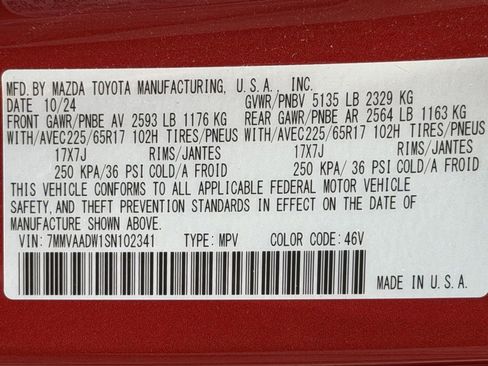 MFD. BY MAZDA TOYOTA MANUFACTURING, U.S.A., INC.
DATE 10/24 GVWR/PNBV 5135 LB 2329 KG
FRONT GAWR/PNBE AV 2593 LB 1176 KG REAR GAWR/PNBE AR 2564 LB 1163 KG
WITH/AVEC225/65R17 102H TIRES/PNEUS WITH/AVEC225/65R17 102H TIRES/PNEUS
17X7J RIMS/JANTES 17X7J RIMS/JANTES
250 KPA/36 PSI COLD/A FROID 250 KPA/36 PSI COLD/A FROID
THIS VEHICLE CONFORMS TO ALL APPLICABLE FEDERAL MOTOR VEHICLE
SAFETY, AND THEFT PREVENTION STANDARDS IN EFFECT ON THE DATE OF
MANUFACTURE SHOWN ABOVE.
VIN: 7MMVAADW1SN102341 TYPE: MPV COLOR CODE: 46V
MADE IN U.S.A.